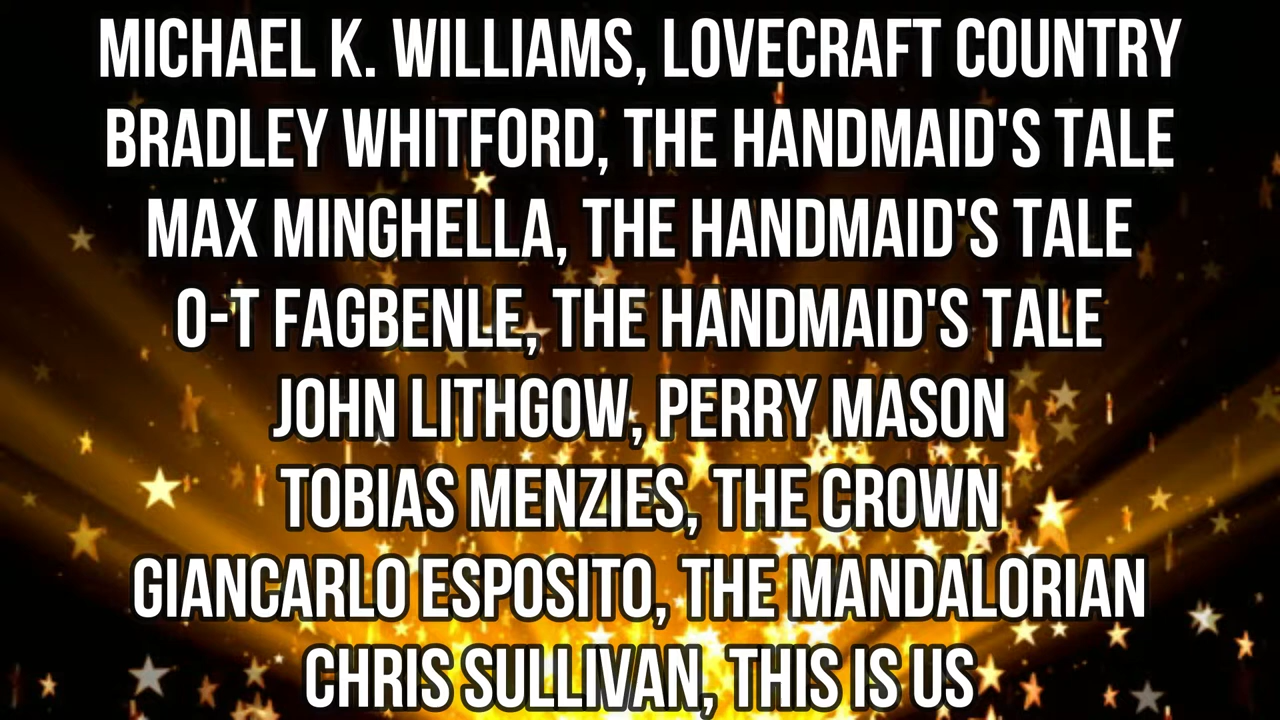 MICHAEL K. WILLIAMS, LOVECRAFT COUNTRY
BRADLEY WHITFORD, THE HANDMAID'S TALE
MAX MINGHELLA, THE HANDMAID'S TALE
O-T FAGBENLE, THE HANDMAID'S TALE
JOHN LITHGOW, PERRY MASON
TOBIAS MENZIES, THE CROWN
GIANCARLO ESPOSITO, THE MANDALORIAN
CHRIS SULLIVAN, THIS IS US